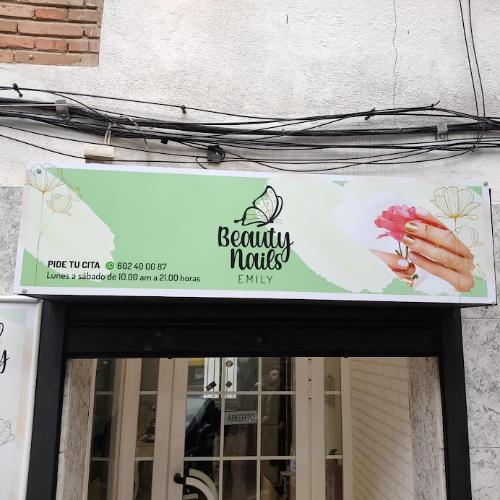 Beauty
Nails
EMILY
PIDE TU CITA 602 40 00 87
Lunes a sábado de 10.00 am a 21.00 horas
ABIERTO